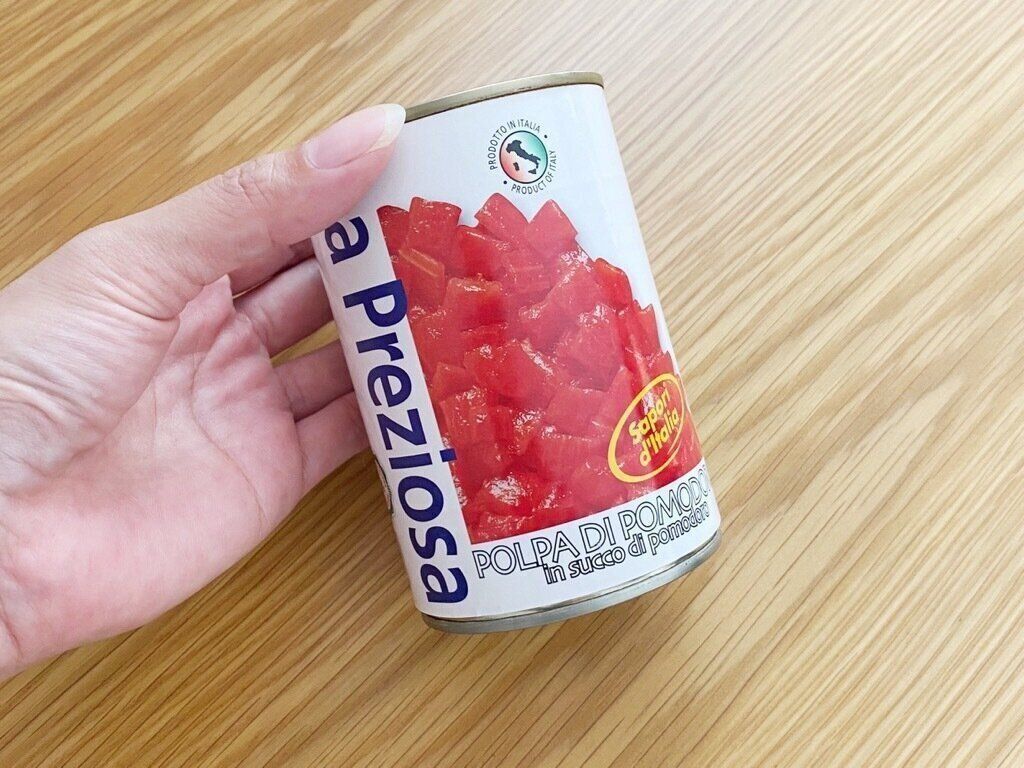 PRODOTTO IN ITALIA
PRODUCT OF ITALY
a Preziosa
Sapori
d'Italia
POLPA DI POMODO
in succo di pomodoro